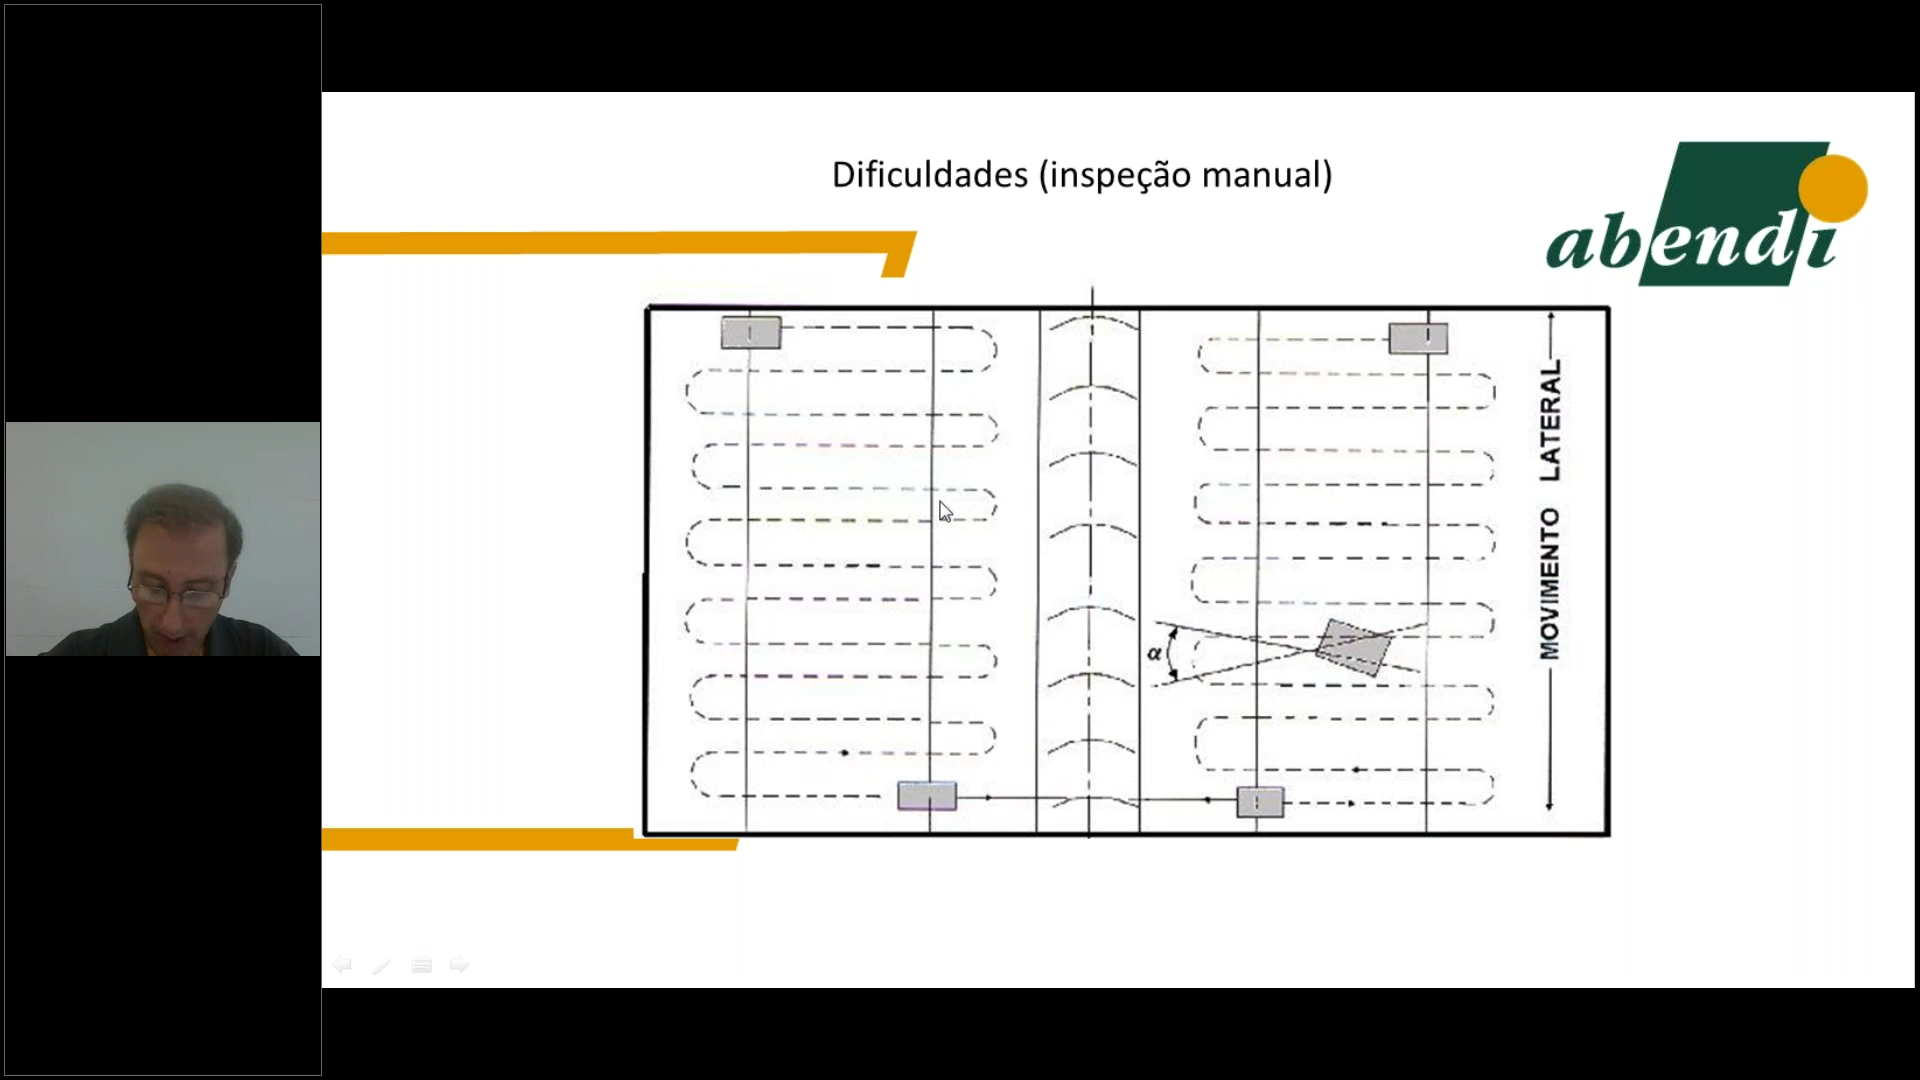 Dificuldades (inspeção manual)
abendi
MOVIMENTO LATERAL
α